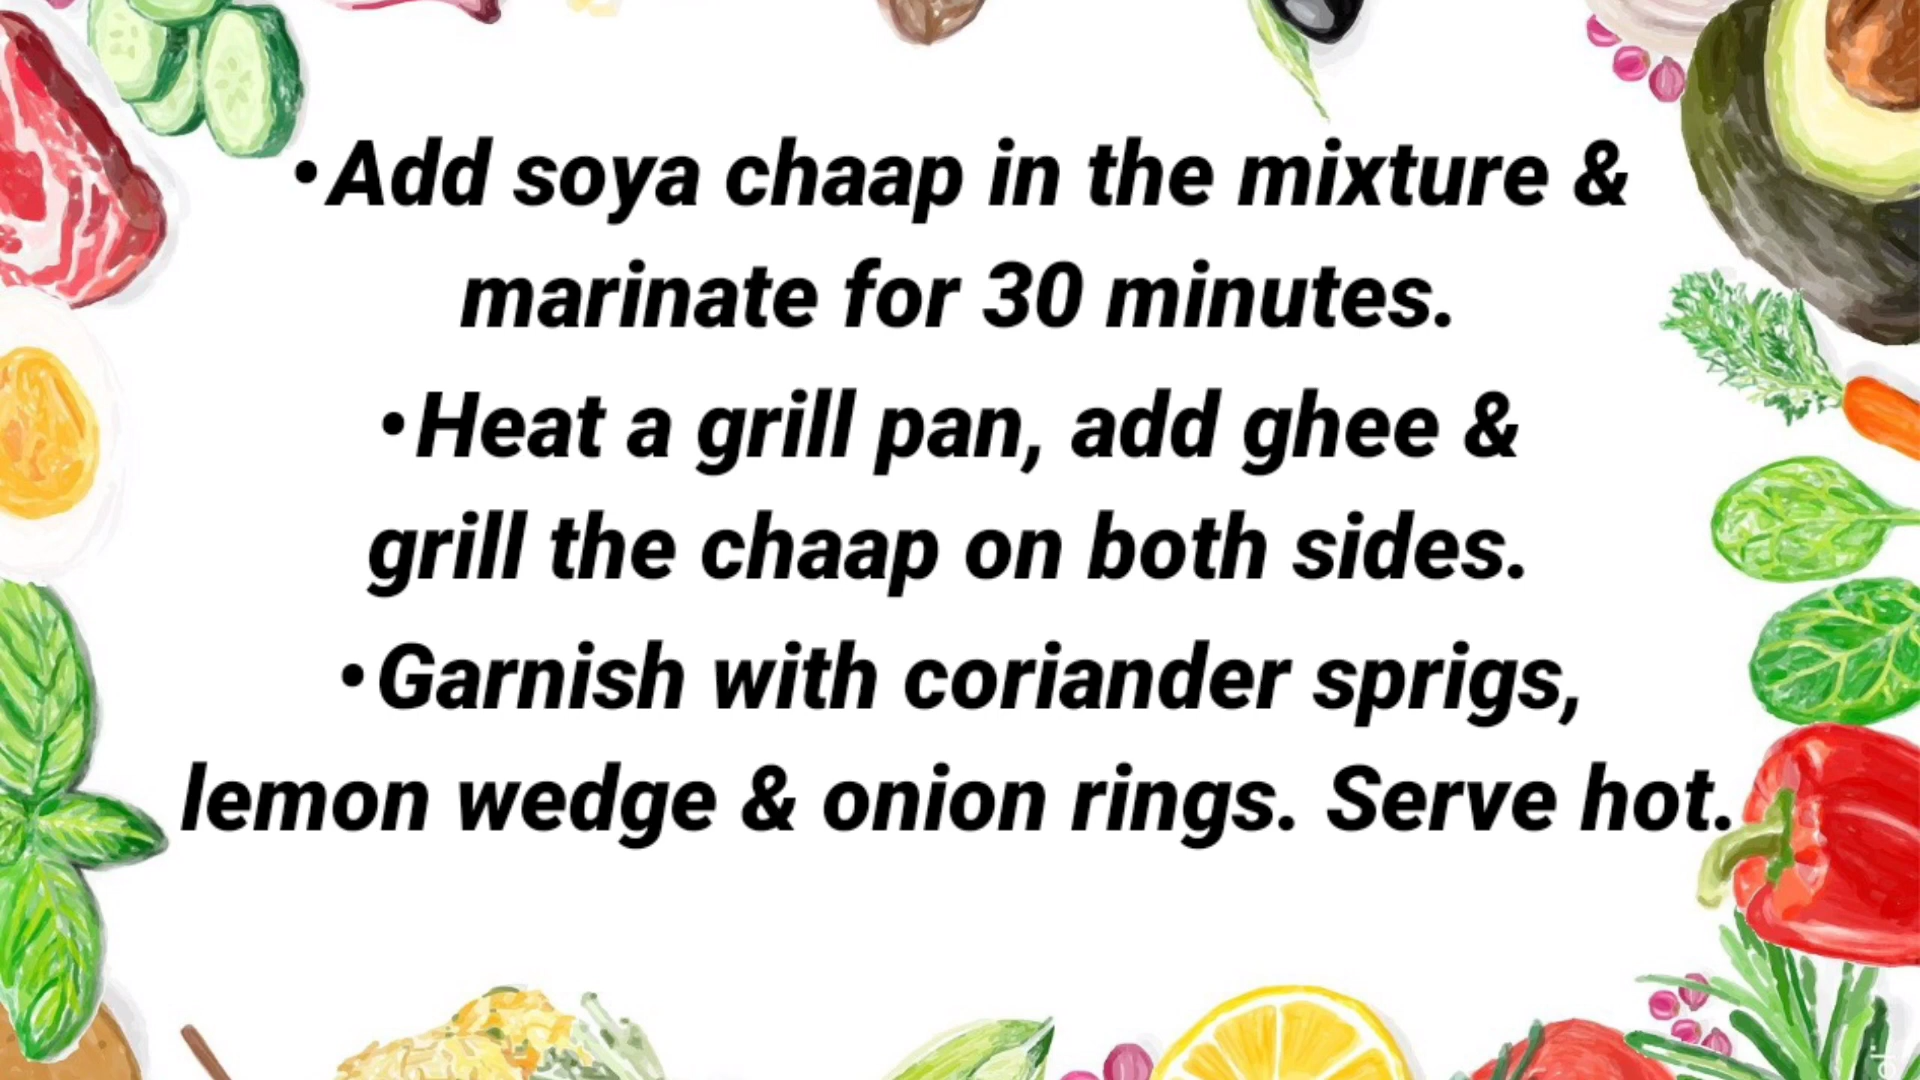 •Add soya chaap in the mixture &
marinate for 30 minutes.
•Heat a grill pan, add ghee &
grill the chaap on both sides.
•Garnish with coriander sprigs,
lemon wedge & onion rings. Serve hot.